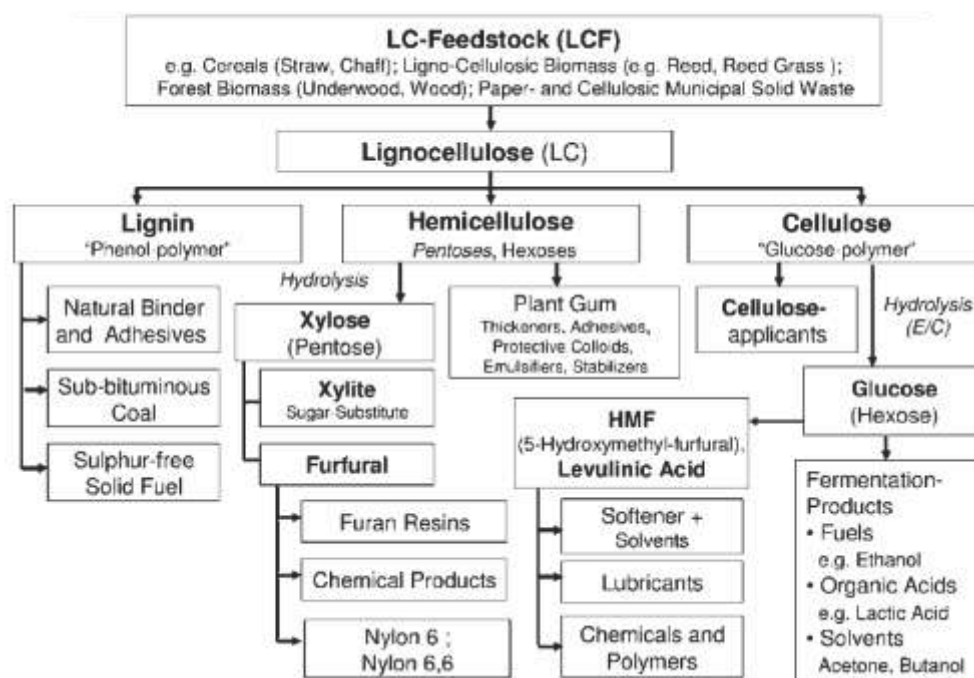 LC-Feedstock (LCF)
e.g. Cereals (Straw, Chaff); Ligno-Cellulosic Biomass (e.g. Reed, Reed Grass );
Forest Biomass (Underwood, Wood); Paper- and Cellulosic Municipal Solid Waste
Lignocellulose (LC)
Lignin
"Phenol-polymer"
Hemicellulose
Pentoses, Hexoses
Cellulose
"Glucose-polymer"
Hydrolysis
Natural Binder
and Adhesives
Sub-bituminous
Coal
Sulphur-free
Solid Fuel
Xylose
(Pentose)
Xylite
Sugar-Substitute
Furfural
Furan Resins
Chemical Products
Nylon 6 ;
Nylon 6,6
Plant Gum
Thickeners, Adhesives,
Protective Colloids,
Emulsifiers, Stabilizers
Cellulose-
applicants
Hydrolysis
(E/C)
Glucose
(Hexose)
HMF
(5-Hydroxymethyl-furfural),
Levulinic Acid
Softener +
Solvents
Lubricants
Chemicals and
Polymers
Fermentation-
Products
• Fuels
e.g. Ethanol
• Organic Acids
e.g. Lactic Acid
• Solvents
Acetone, Butanol